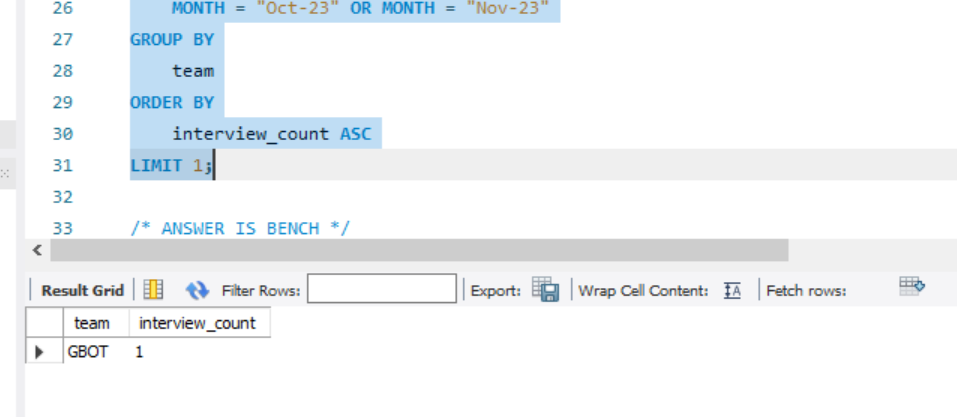 26 MONTH = "Oct-23" OR MONTH = "Nov-23"
27 GROUP BY
28 team
29 ORDER BY
30 interview_count ASC
31 LIMIT 1;
32
33 /* ANSWER IS BENCH */
Result Grid Filter Rows: Export: Wrap Cell Content: IA Fetch rows:
team interview_count
GBOT 1